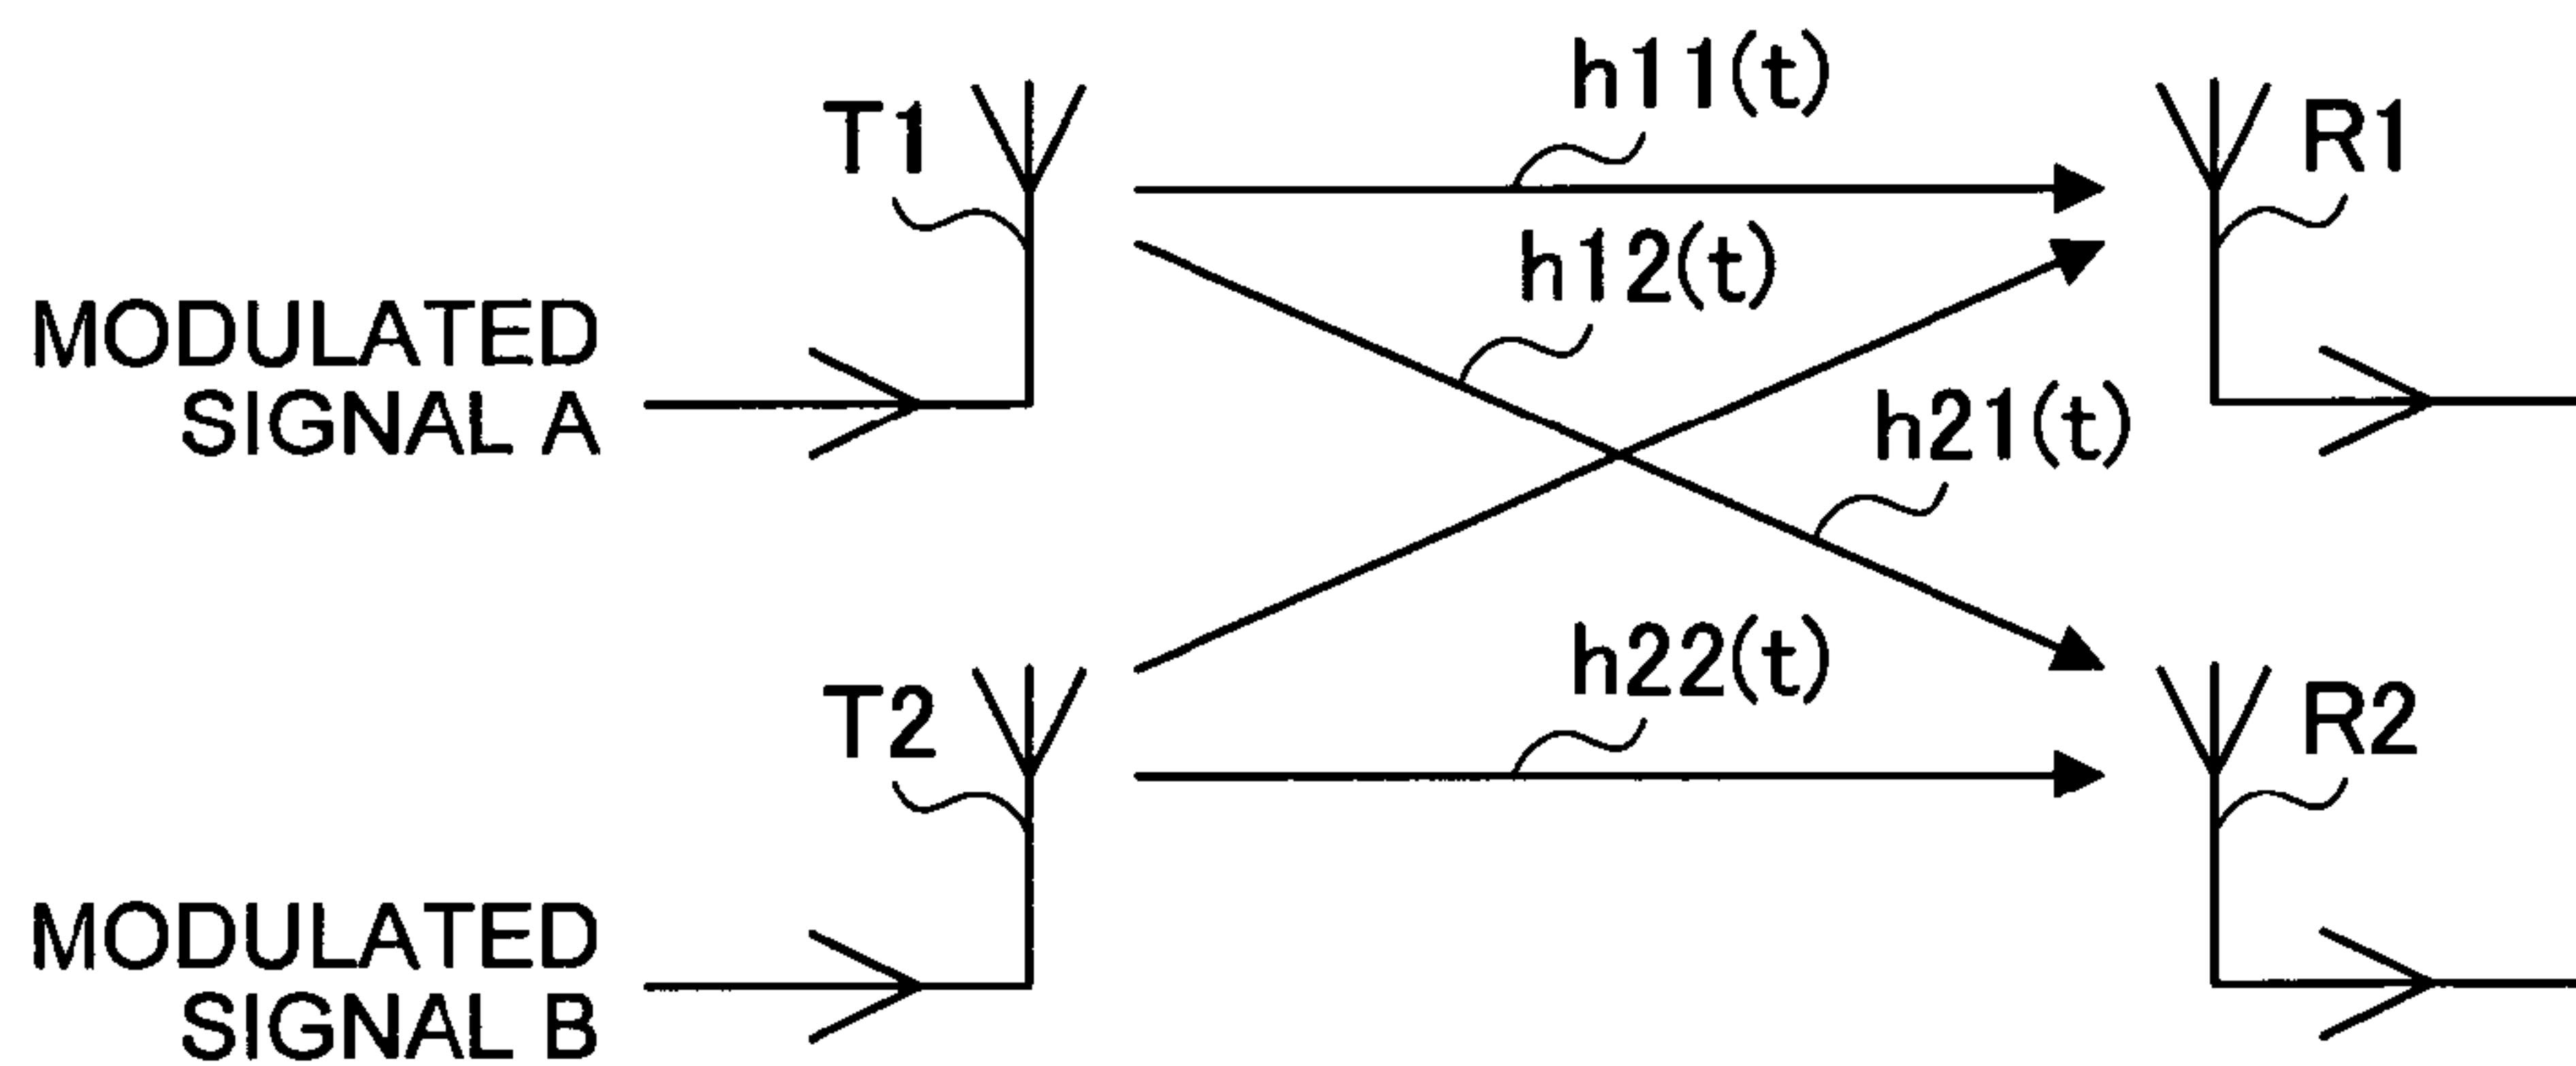 h11(t)
T1
R1
h12(t)
MODULATED
SIGNAL A
h21(t)
h22(t)
T2
R2
MODULATED
SIGNAL B